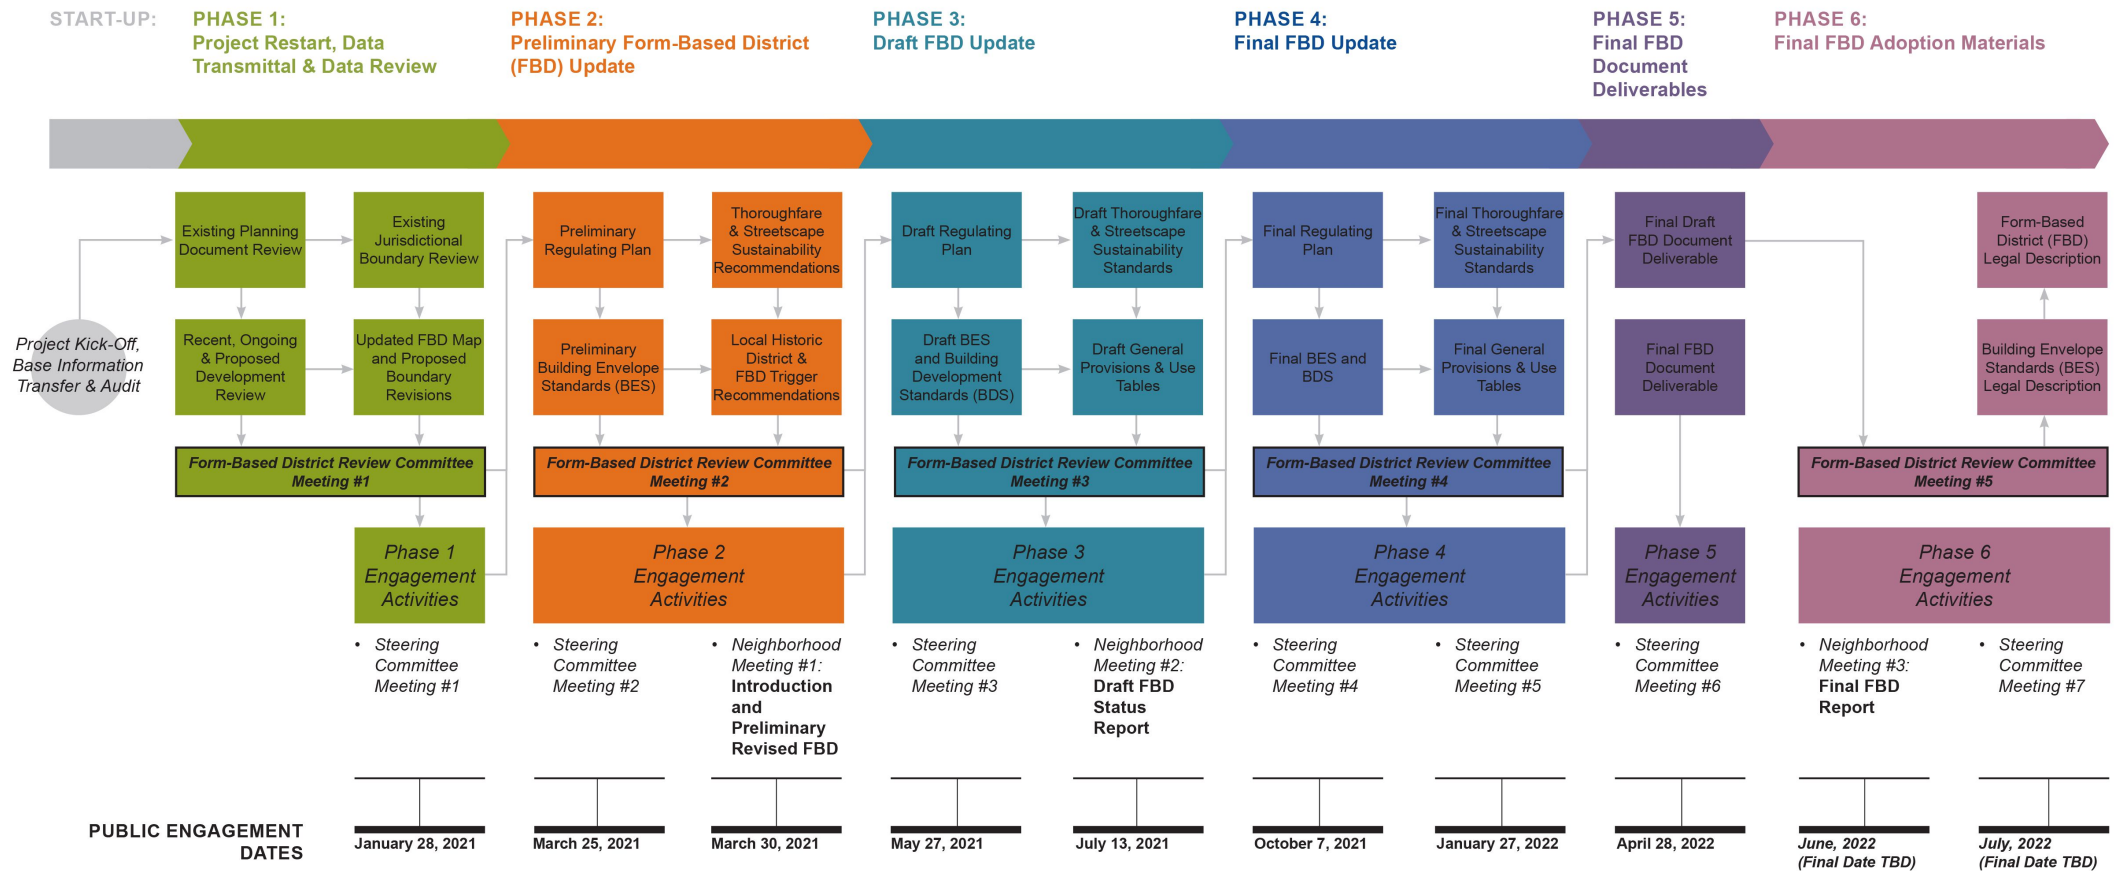 START-UP:
PHASE 1:
Project Restart, Data
Transmittal & Data Review
PHASE 2:
Preliminary Form-Based District
(FBD) Update
PHASE 3:
Draft FBD Update
PHASE 4:
Final FBD Update
PHASE 5:
Final FBD
Document
Deliverables
PHASE 6:
Final FBD Adoption Materials
Project Kick-Off,
Base Information
Transfer & Audit
Existing Planning
Document Review
Existing
Jurisdictional
Boundary Review
Recent, Ongoing
& Proposed
Development
Review
Updated FBD Map
and Proposed
Boundary
Revisions
Form-Based District Review Committee
Meeting #1
Phase 1
Engagement
Activities
• Steering
Committee
Meeting #1
Preliminary
Regulating Plan
Thoroughfare
& Streetscape
Sustainability
Recommendations
Preliminary
Building Envelope
Standards (BES)
Local Historic
District &
FBD Trigger
Recommendations
Form-Based District Review Committee
Meeting #2
Phase 2
Engagement
Activities
• Steering
Committee
Meeting #2
• Neighborhood
Meeting #1:
Introduction
and
Preliminary
Revised FBD
Draft Regulating
Plan
Draft Thoroughfare
& Streetscape
Sustainability
Standards
Draft BES
and Building
Development
Standards (BDS)
Draft General
Provisions & Use
Tables
Form-Based District Review Committee
Meeting #3
Phase 3
Engagement
Activities
• Steering
Committee
Meeting #3
• Neighborhood
Meeting #2:
Draft FBD
Status
Report
Final Regulating
Plan
Final Thoroughfare
& Streetscape
Sustainability
Standards
Final BES and
BDS
Final General
Provisions & Use
Tables
Form-Based District Review Committee
Meeting #4
Phase 4
Engagement
Activities
• Steering
Committee
Meeting #4
• Steering
Committee
Meeting #5
Final Draft
FBD Document
Deliverable
Final FBD
Document
Deliverable
Phase 5
Engagement
Activities
• Steering
Committee
Meeting #6
Form-Based
District (FBD)
Legal Description
Building Envelope
Standards (BES)
Legal Description
Form-Based District Review Committee
Meeting #5
Phase 6
Engagement
Activities
• Neighborhood
Meeting #3:
Final FBD
Report
• Steering
Committee
Meeting #7
PUBLIC ENGAGEMENT
DATES
January 28, 2021
March 25, 2021
March 30, 2021
May 27, 2021
July 13, 2021
October 7, 2021
January 27, 2022
April 28, 2022
June, 2022
(Final Date TBD)
July, 2022
(Final Date TBD)